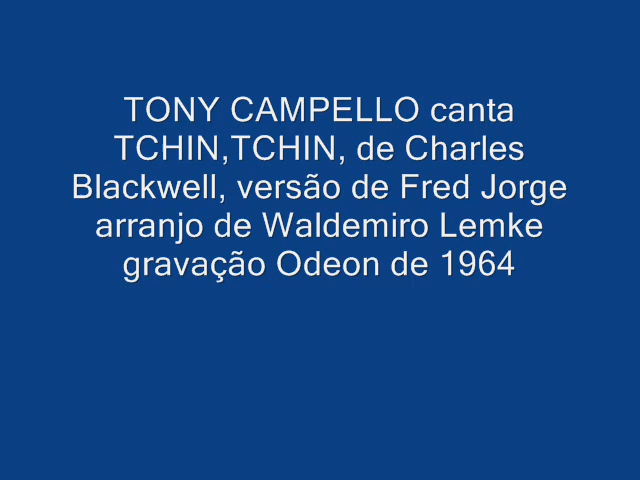 TONY CAMPELLO canta
TCHIN,TCHIN, de Charles
Blackwell, versão de Fred Jorge
arranjo de Waldemiro Lemke
gravação Odeon de 1964